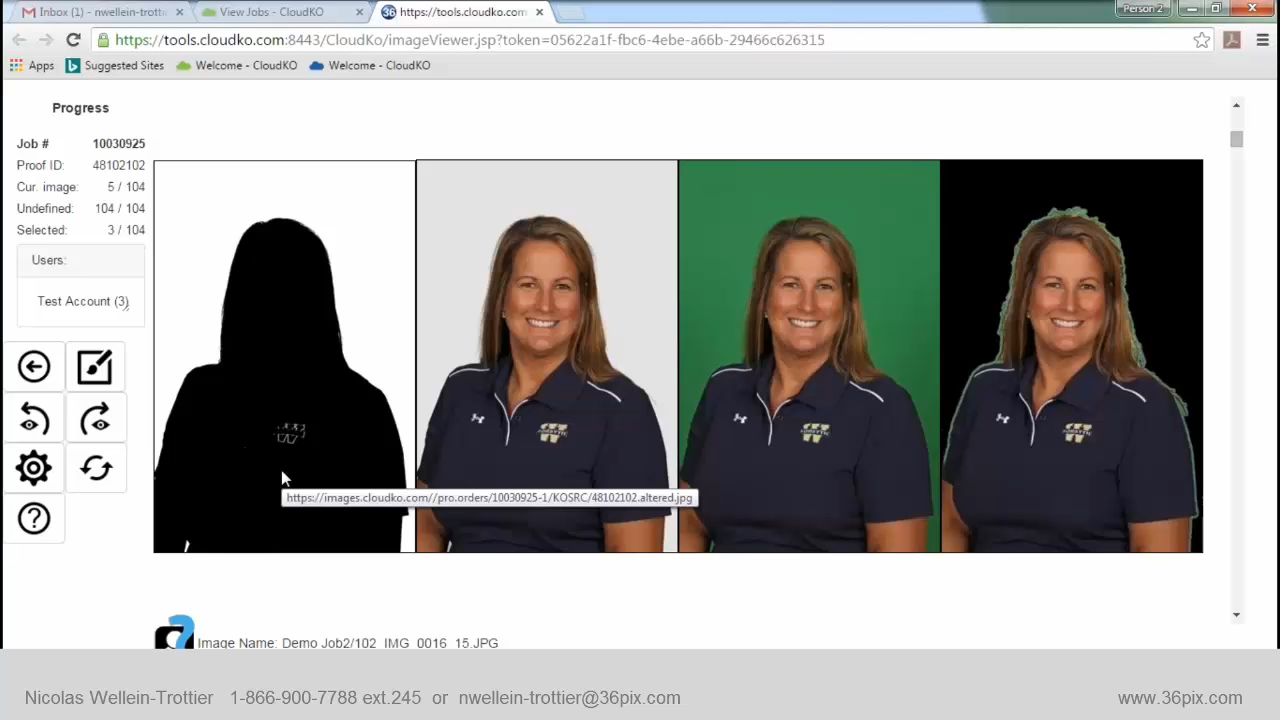 Inbox (1) - nwellein-trotti
View Jobs - CloudKO
36 https://tools.cloudko.com
Person 2
https://tools.cloudko.com:8443/CloudKo/imageViewer.jsp?token=05622a1f-fbc6-4ebe-a66b-29466c626315
Apps Suggested Sites Welcome - CloudKO Welcome - CloudKO
Progress
Job # 10030925
Proof ID: 48102102
Cur. image: 5 / 104
Undefined: 104 / 104
Selected: 3 / 104
Users:
Test Account (3)
https://images.cloudko.com//pro.orders/10030925-1/KOSRC/48102102.altered.jpg
Image Name: Demo Job2/102_IMG_0016_15.JPG
Nicolas Wellein-Trottier 1-866-900-7788 ext.245 or nwellein-trottier@36pix.com
www.36pix.com